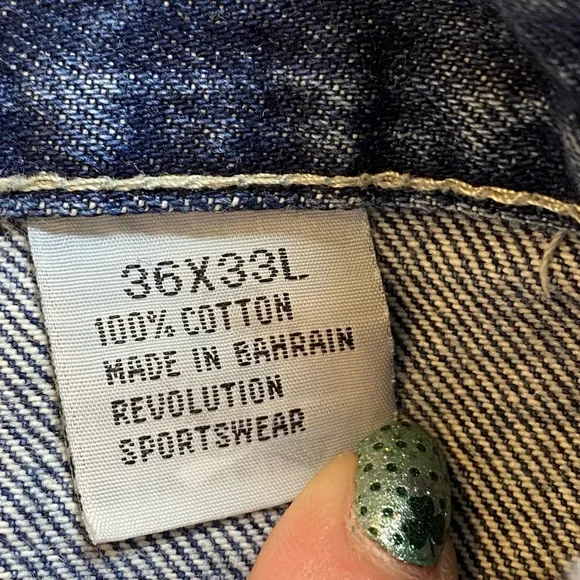 36X33L
100% COTTON
MADE IN BAHRAIN
REVOLUTION
SPORTSWEAR